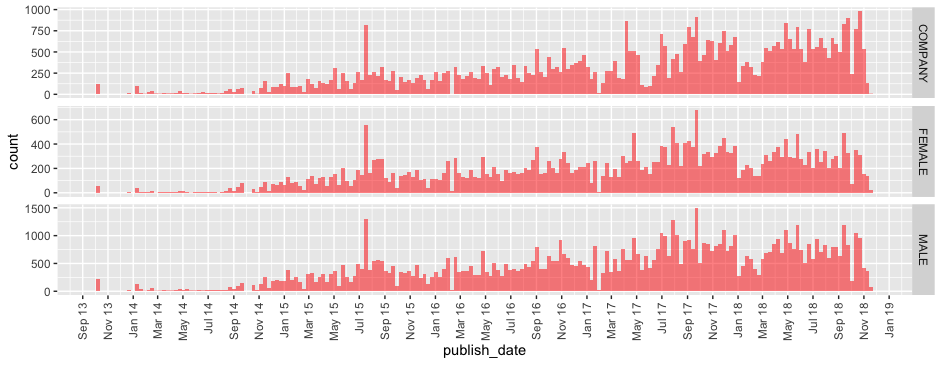 1000
750
500
250
0
COMPANY
600
400
200
0
FEMALE
1500
1000
500
0
MALE
count
Sep 13
Nov 13
Jan 14
Mar 14
May 14
Jul 14
Sep 14
Nov 14
Jan 15
Mar 15
May 15
Jul 15
Sep 15
Nov 15
Jan 16
Mar 16
May 16
Jul 16
Sep 16
Nov 16
Jan 17
Mar 17
May 17
Jul 17
Sep 17
Nov 17
Jan 18
Mar 18
May 18
Jul 18
Sep 18
Nov 18
Jan 19
publish_date